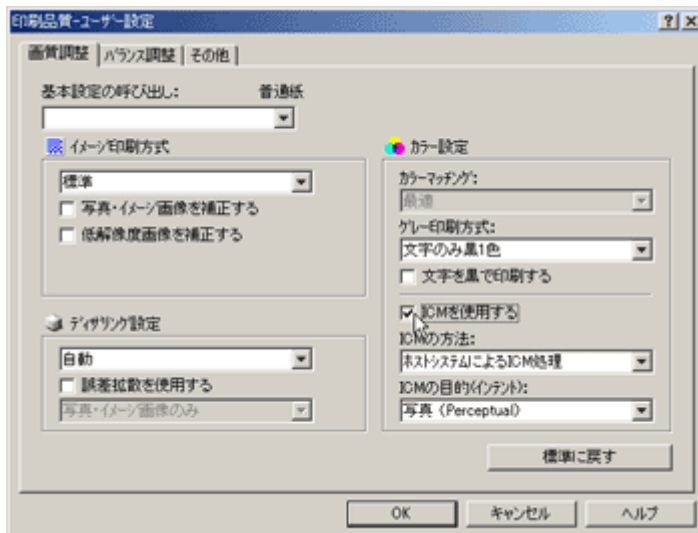 印刷品質-ユーザー設定
画質調整 バランス調整 その他
基本設定の呼び出し: 普通紙
イメージ印刷方式
標準
写真・イメージ画像を補正する
低解像度画像を補正する
ディザリング設定
自動
誤差拡散を使用する
写真・イメージ画像のみ
カラー設定
カラーマッチング:
最適
グレー印刷方式:
文字のみ黒1色
文字を黒で印刷する
ICMを使用する
ICMの方法:
ホストシステムによるICM処理
ICMの目的(インテント):
写真 (Perceptual)
標準に戻す
OK キャンセル ヘルプ